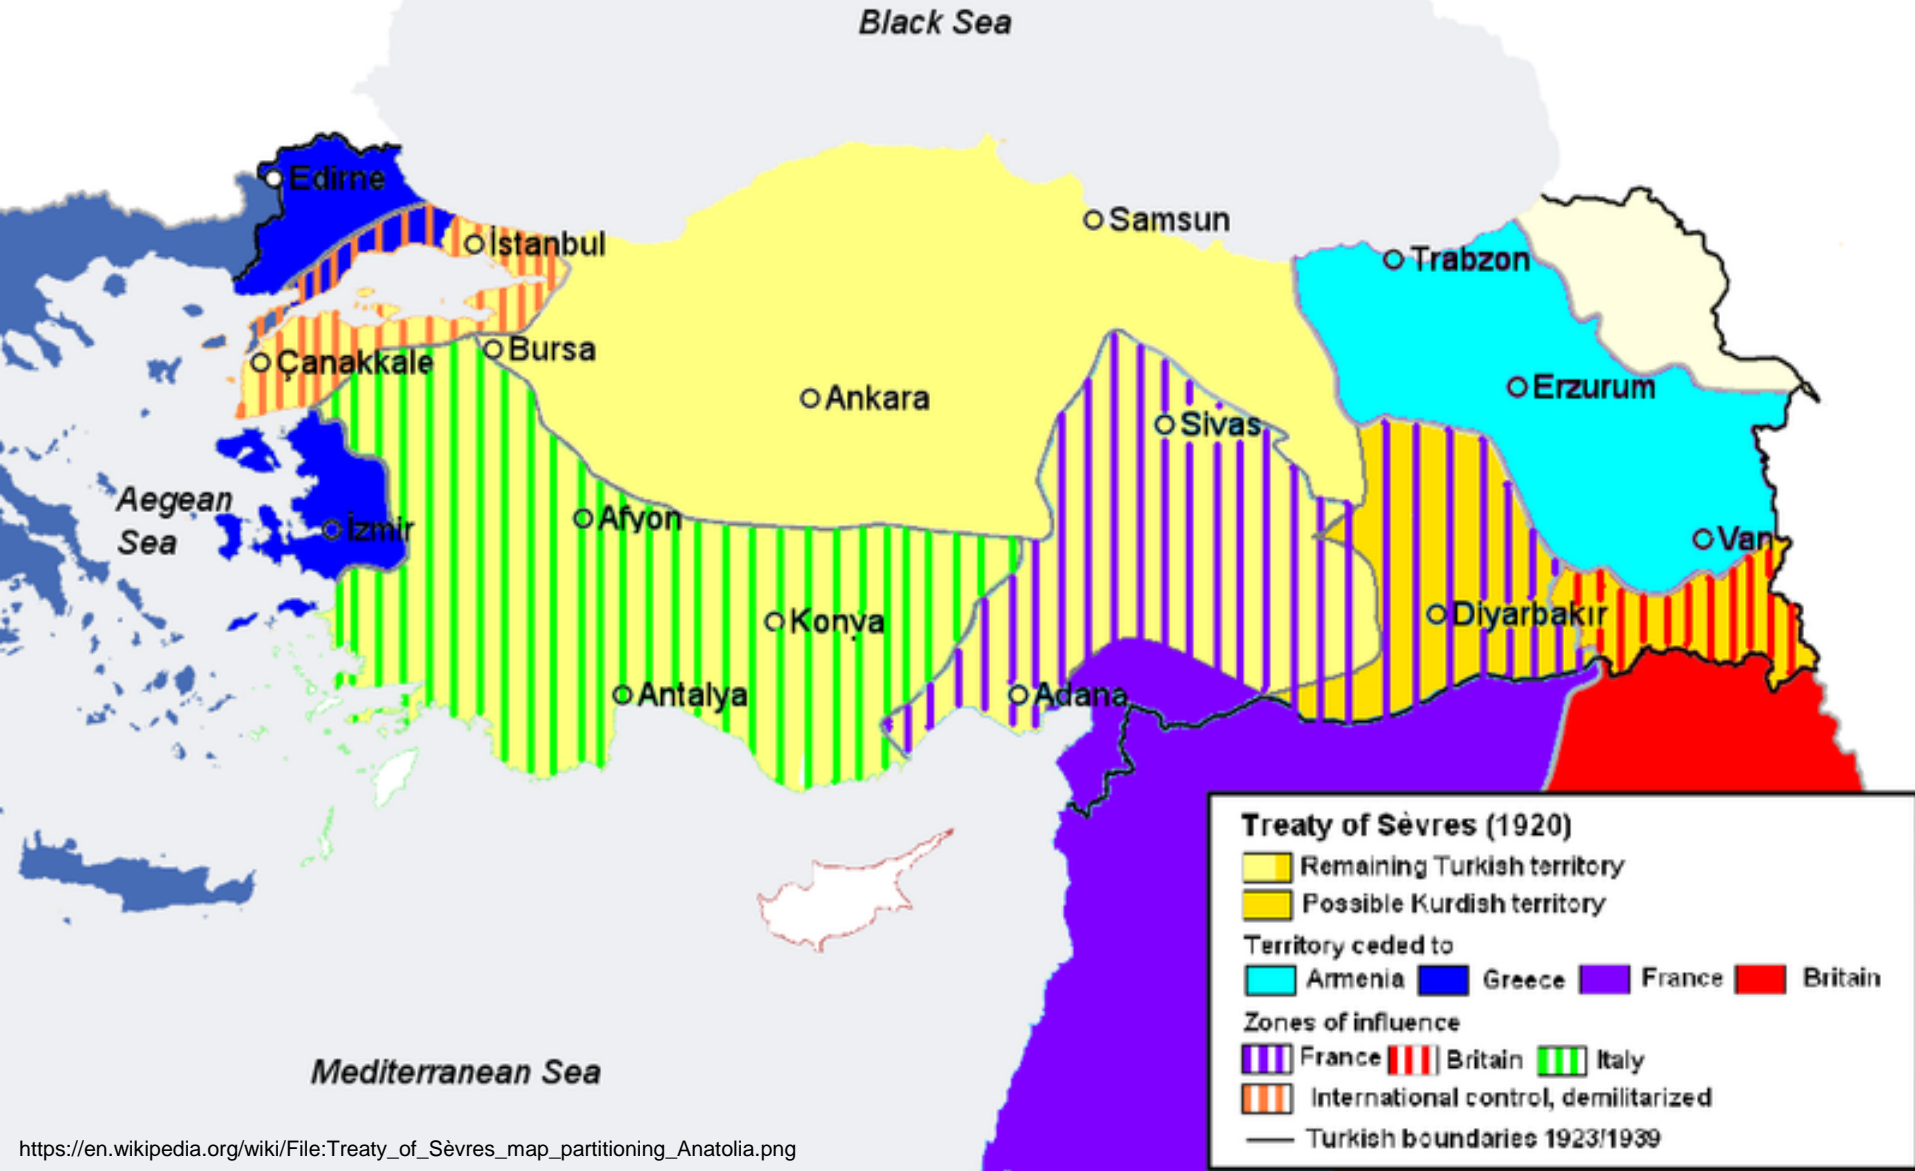 Black Sea
Edirne
İstanbul
Samsun
Trabzon
Çanakkale
Bursa
Ankara
Erzurum
Sivas
Aegean
Sea
İzmir
Afyon
Van
Diyarbakır
Konya
Antalya
Adana
Mediterranean Sea
Treaty of Sèvres (1920)
Remaining Turkish territory
Possible Kurdish territory
Territory ceded to
Armenia Greece France Britain
Zones of influence
France Britain Italy
International control, demilitarized
Turkish boundaries 1923/1939
https://en.wikipedia.org/wiki/File:Treaty_of_Sèvres_map_partitioning_Anatolia.png